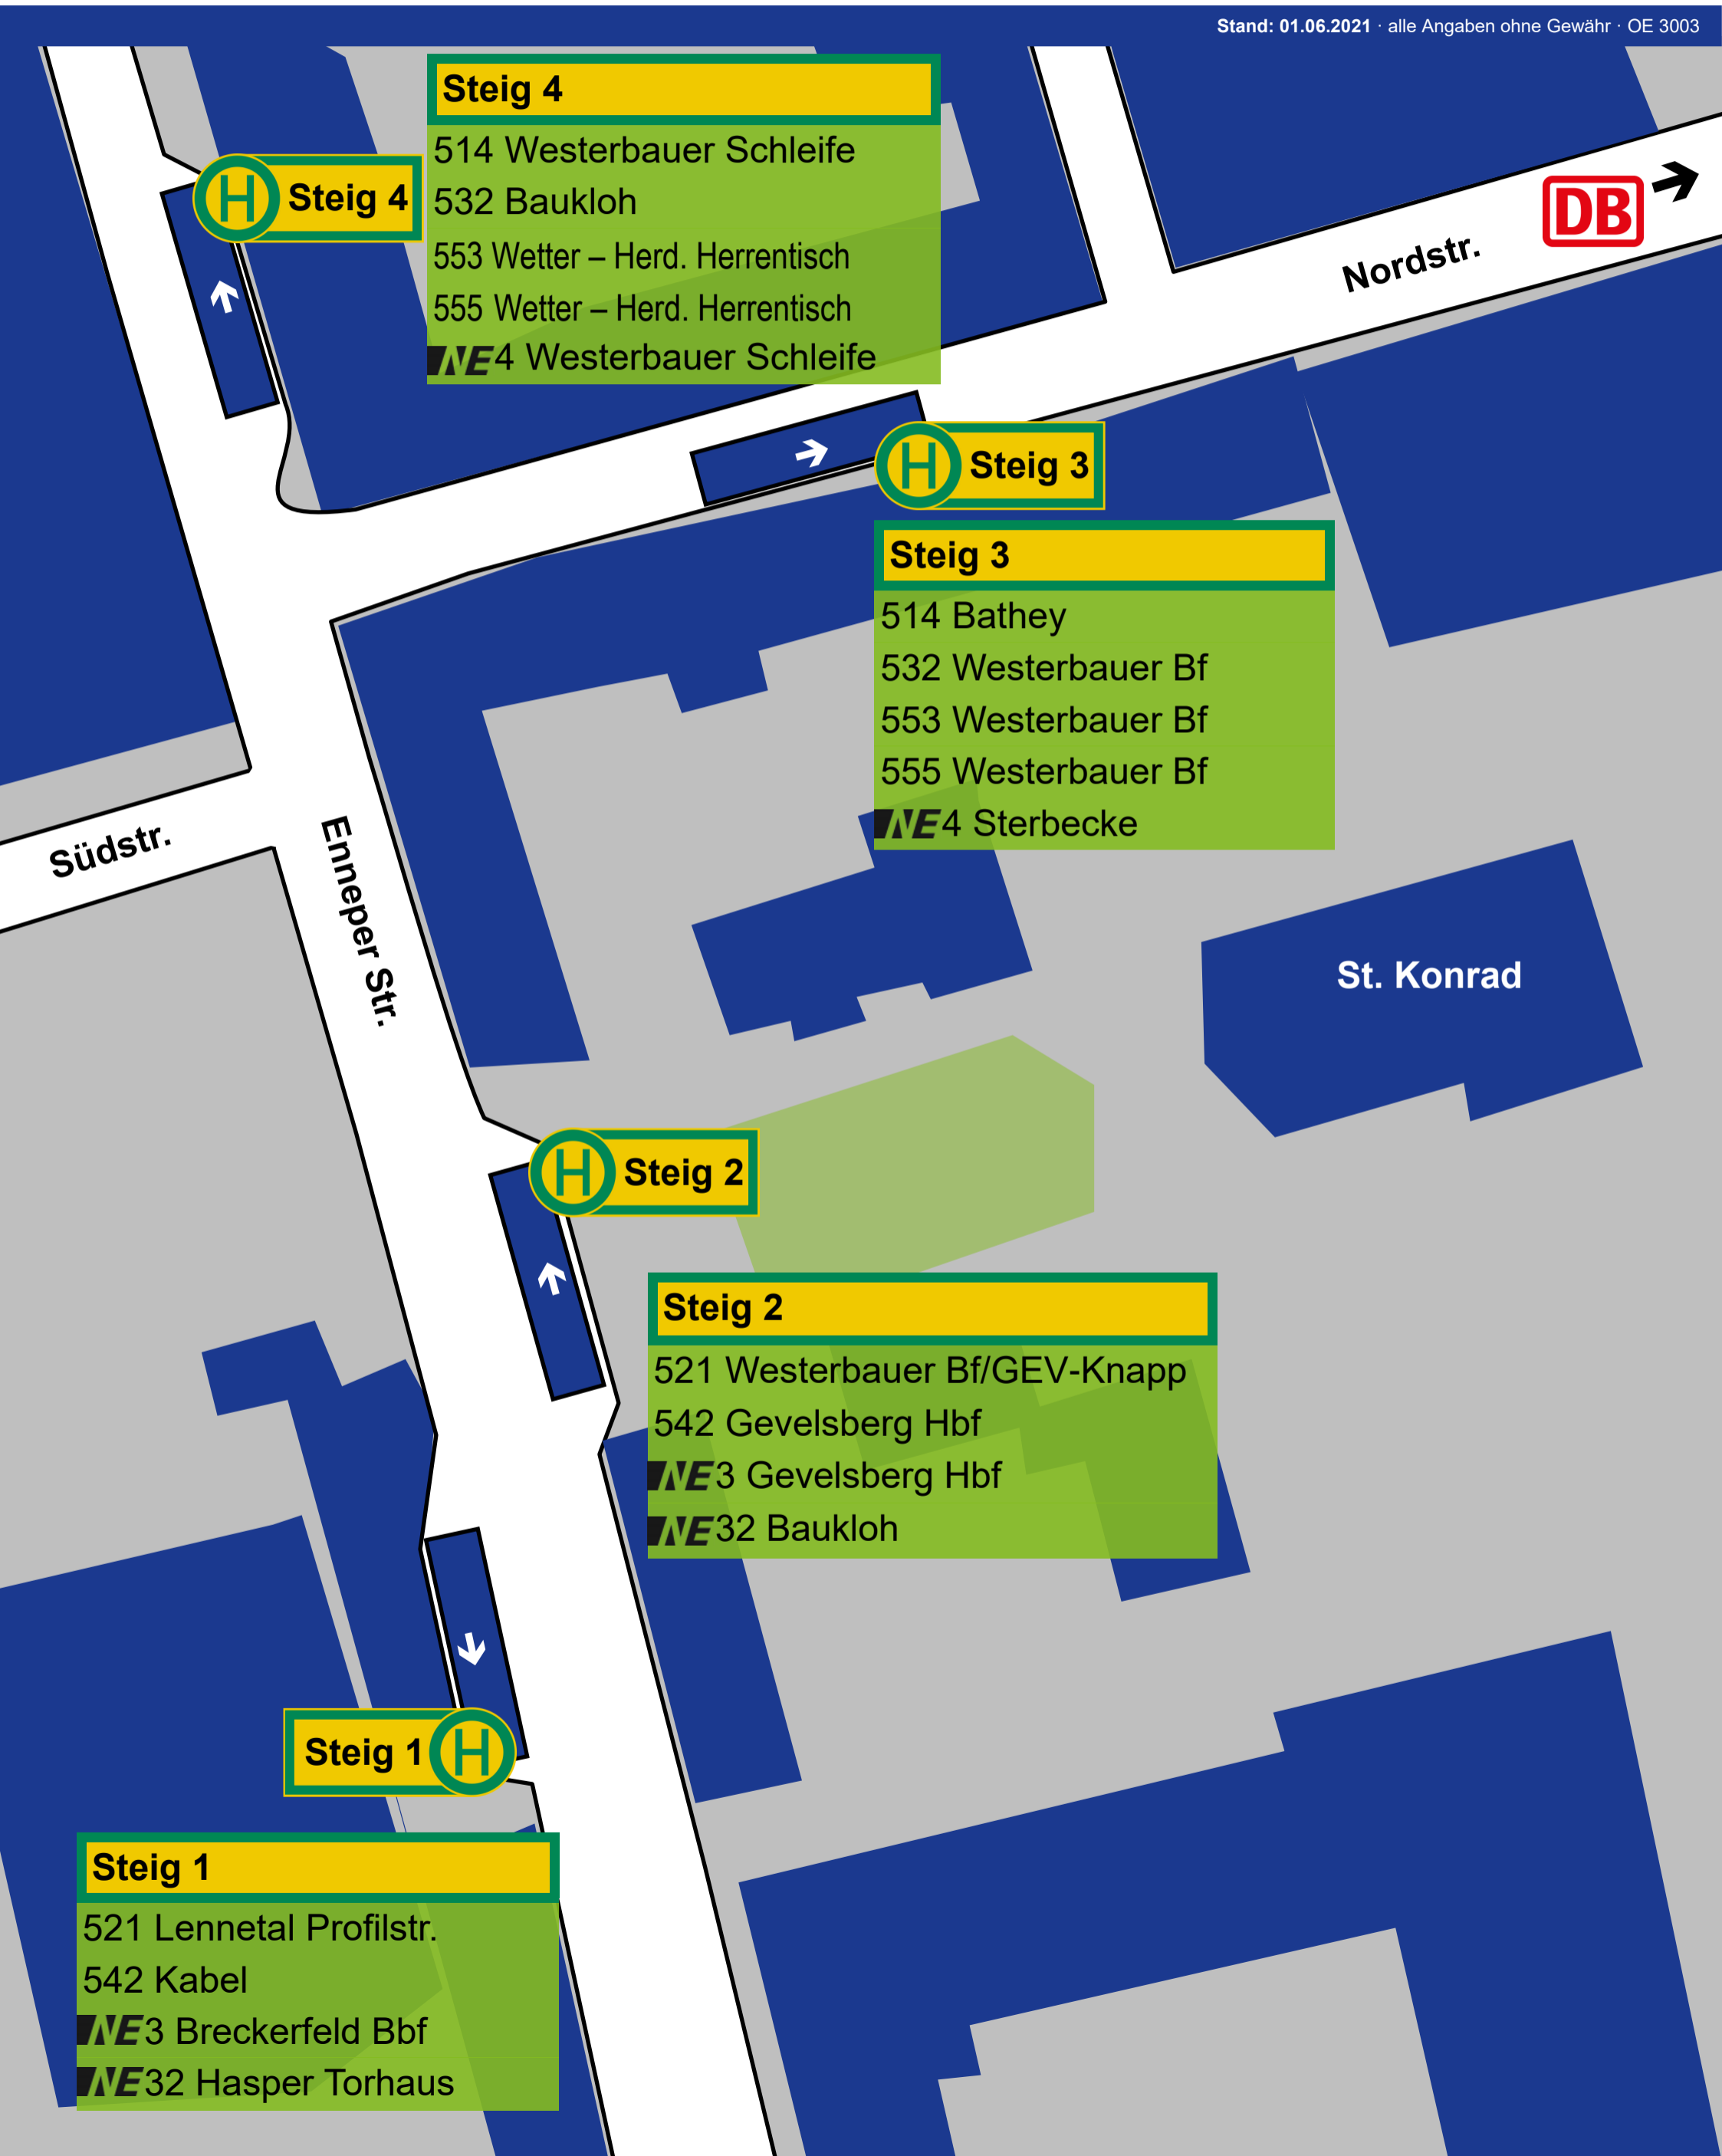 Stand: 01.06.2021 · alle Angaben ohne Gewähr · OE 3003
Steig 4
514 Westerbauer Schleife
532 Baukloh
553 Wetter – Herd. Herrentisch
555 Wetter – Herd. Herrentisch
NE4 Westerbauer Schleife
H Steig 4
DB
Nordstr.
H Steig 3
Steig 3
514 Bathey
532 Westerbauer Bf
553 Westerbauer Bf
555 Westerbauer Bf
NE4 Sterbecke
Südstr.
Enneper Str.
St. Konrad
H Steig 2
Steig 2
521 Westerbauer Bf/GEV-Knapp
542 Gevelsberg Hbf
NE3 Gevelsberg Hbf
NE32 Baukloh
Steig 1 H
Steig 1
521 Lennetal Profilstr.
542 Kabel
NE3 Breckerfeld Bbf
NE32 Hasper Torhaus